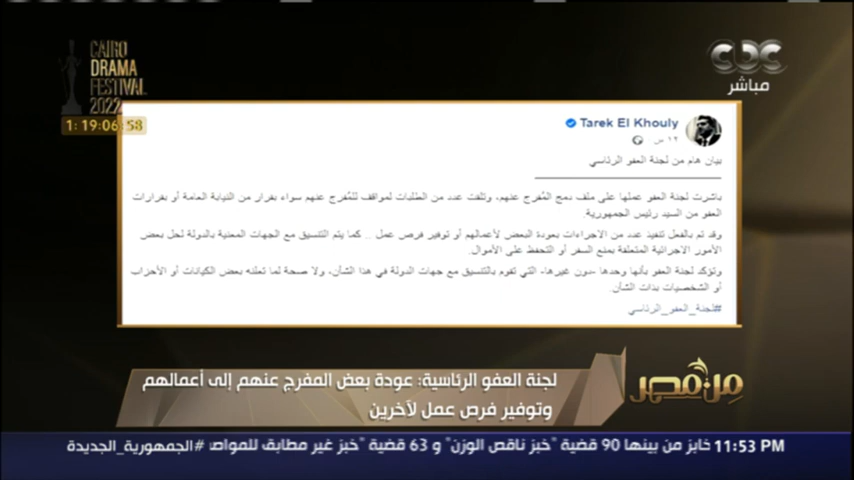 CAIRO
DRAMA
FESTIVAL
2022
1:19:06:58
CBC
مباشر
Tarek El Khouly
١٢ س
بيان هام من لجنة العفو الرئاسي
باشرت لجنة العفو عملها على ملف دمج المُفرج عنهم، وتلقت عدد من الطلبات لمواقف للمُفرج عنهم سواء بقرار من النيابة العامة أو بقرارات
العفو من السيد رئيس الجمهورية.
وقد تم بالفعل تنفيذ عدد من الاجراءات بعودة البعض لأعمالهم أو توفير فرص عمل .. كما يتم التنسيق مع الجهات المعنية بالدولة لحل بعض
الأمور الاجرائية المتعلقة بمنع السفر أو التحفظ على الأموال.
وتؤكد لجنة العفو بأنها وحدها -دون غيرها- التي تقوم بالتنسيق مع جهات الدولة في هذا الشأن، ولا صحة لما تعلنه بعض الكيانات أو الأحزاب
أو الشخصيات بذات الشأن.
#لجنة_العفو_الرئاسي
لجنة العفو الرئاسية: عودة بعض المفرج عنهم إلى أعمالهم
وتوفير فرص عمل لآخرين
من مصر
11:53 PM خابز من بينها 90 قضية "خبز ناقص الوزن" و 63 قضية "خبز غير مطابق للمواصف #الجمهورية_الجديدة